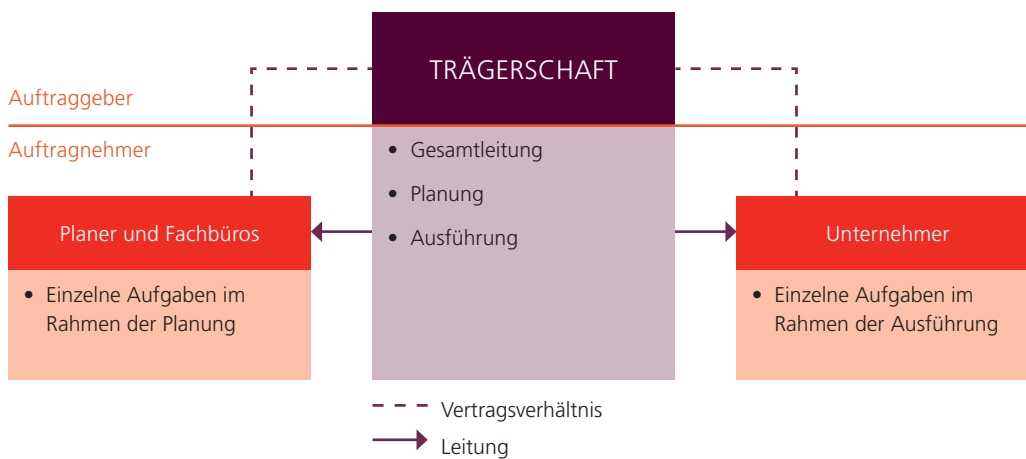 TRÄGERSCHAFT
Auftraggeber
Auftragnehmer
• Gesamtleitung
• Planung
• Ausführung
Planer und Fachbüros
• Einzelne Aufgaben im
Rahmen der Planung
Unternehmer
• Einzelne Aufgaben im
Rahmen der Ausführung
Vertragsverhältnis
Leitung